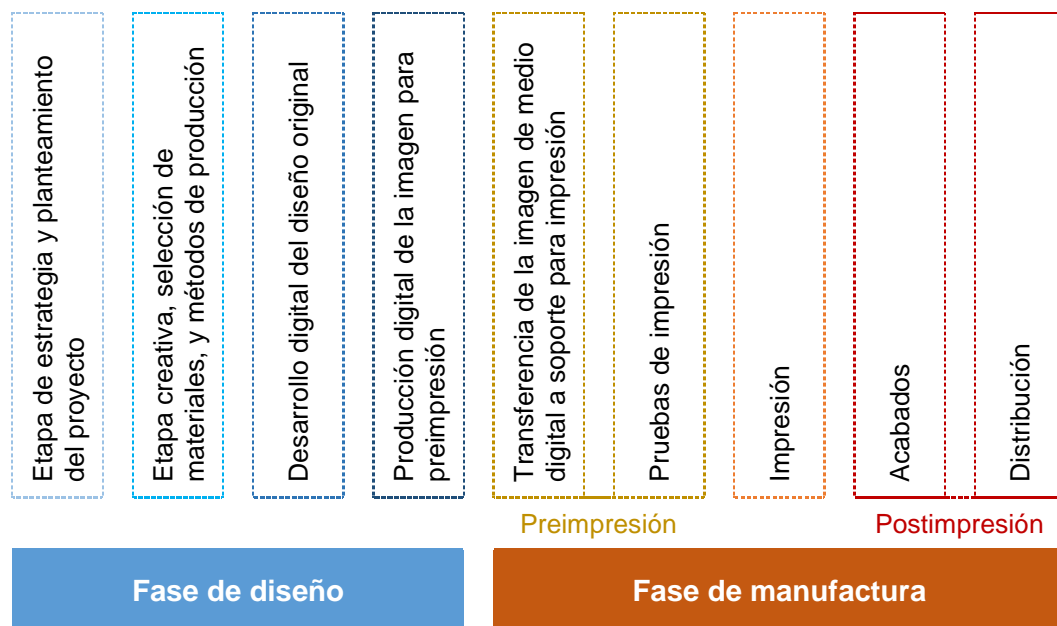 Etapa de estrategia y planteamiento
del proyecto
Etapa creativa, selección de
materiales, y métodos de producción
Desarrollo digital del diseño original
Producción digital de la imagen para
preimpresión
Transferencia de la imagen de medio
digital a soporte para impresión
Pruebas de impresión
Impresión
Acabados
Distribución
Preimpresión
Postimpresión
Fase de diseño
Fase de manufactura